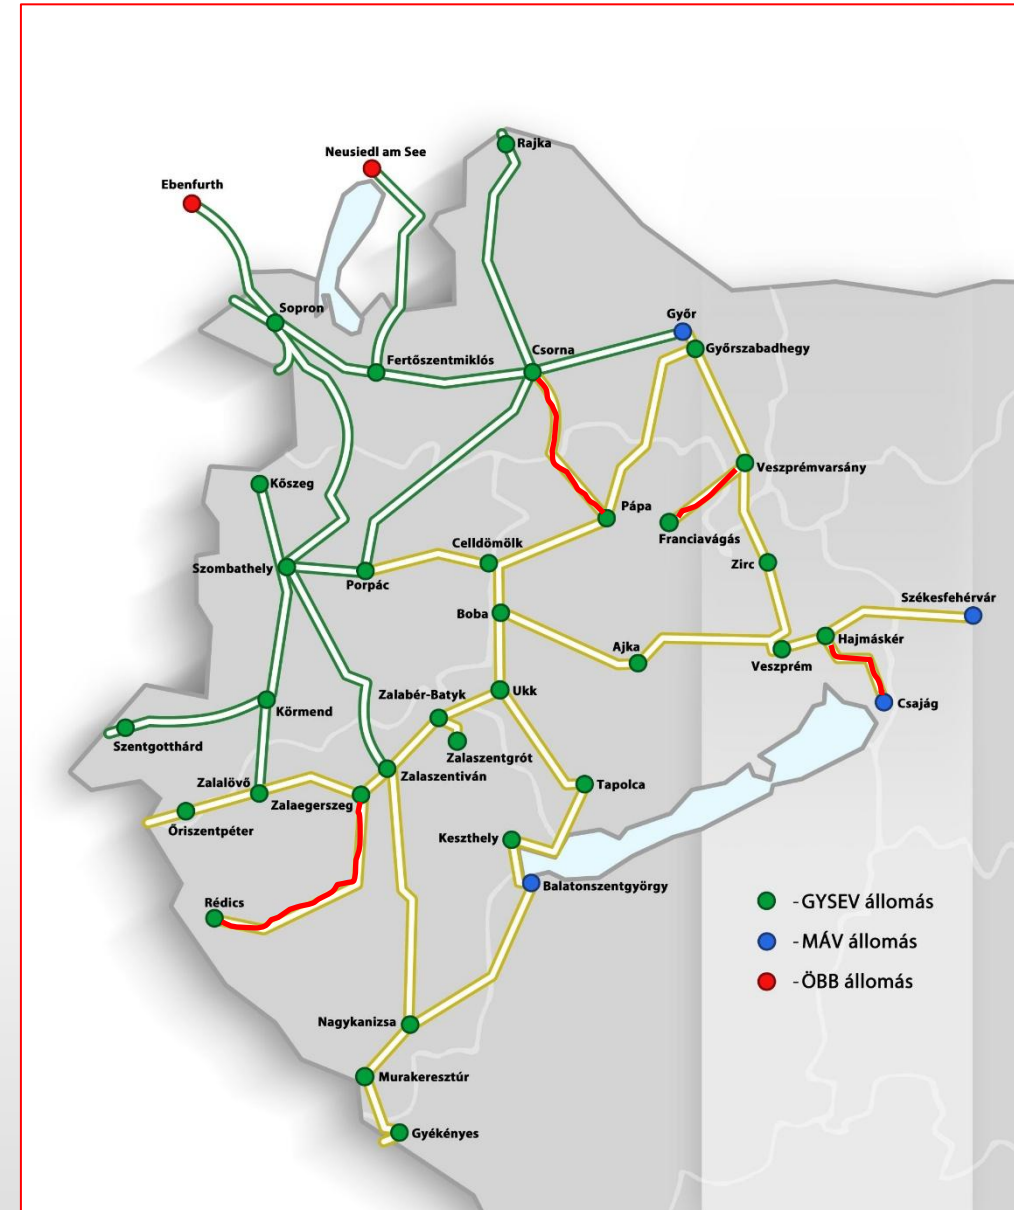 Rajka
Neusiedl am See
Ebenfurth
Sopron
Győr
Győrszabadhegy
Csorna
Fertőszentmiklós
Veszprémvarsány
Kőszeg
Pápa
Franciavágás
Celldömölk
Zirc
Szombathely
Porpác
Székesfehérvár
Boba
Hajmáskér
Ajka
Veszprém
Zalabér-Batyk
Ukk
Csajág
Körmend
Szentgotthárd
Zalaszentgrót
Zalalövő
Zalaszentiván
Tapolca
Zalaegerszeg
Őriszentpéter
Keszthely
Balatonszentgyörgy
Rédics
- GYSEV állomás
- MÁV állomás
- ÖBB állomás
Nagykanizsa
Murakeresztúr
Gyékényes